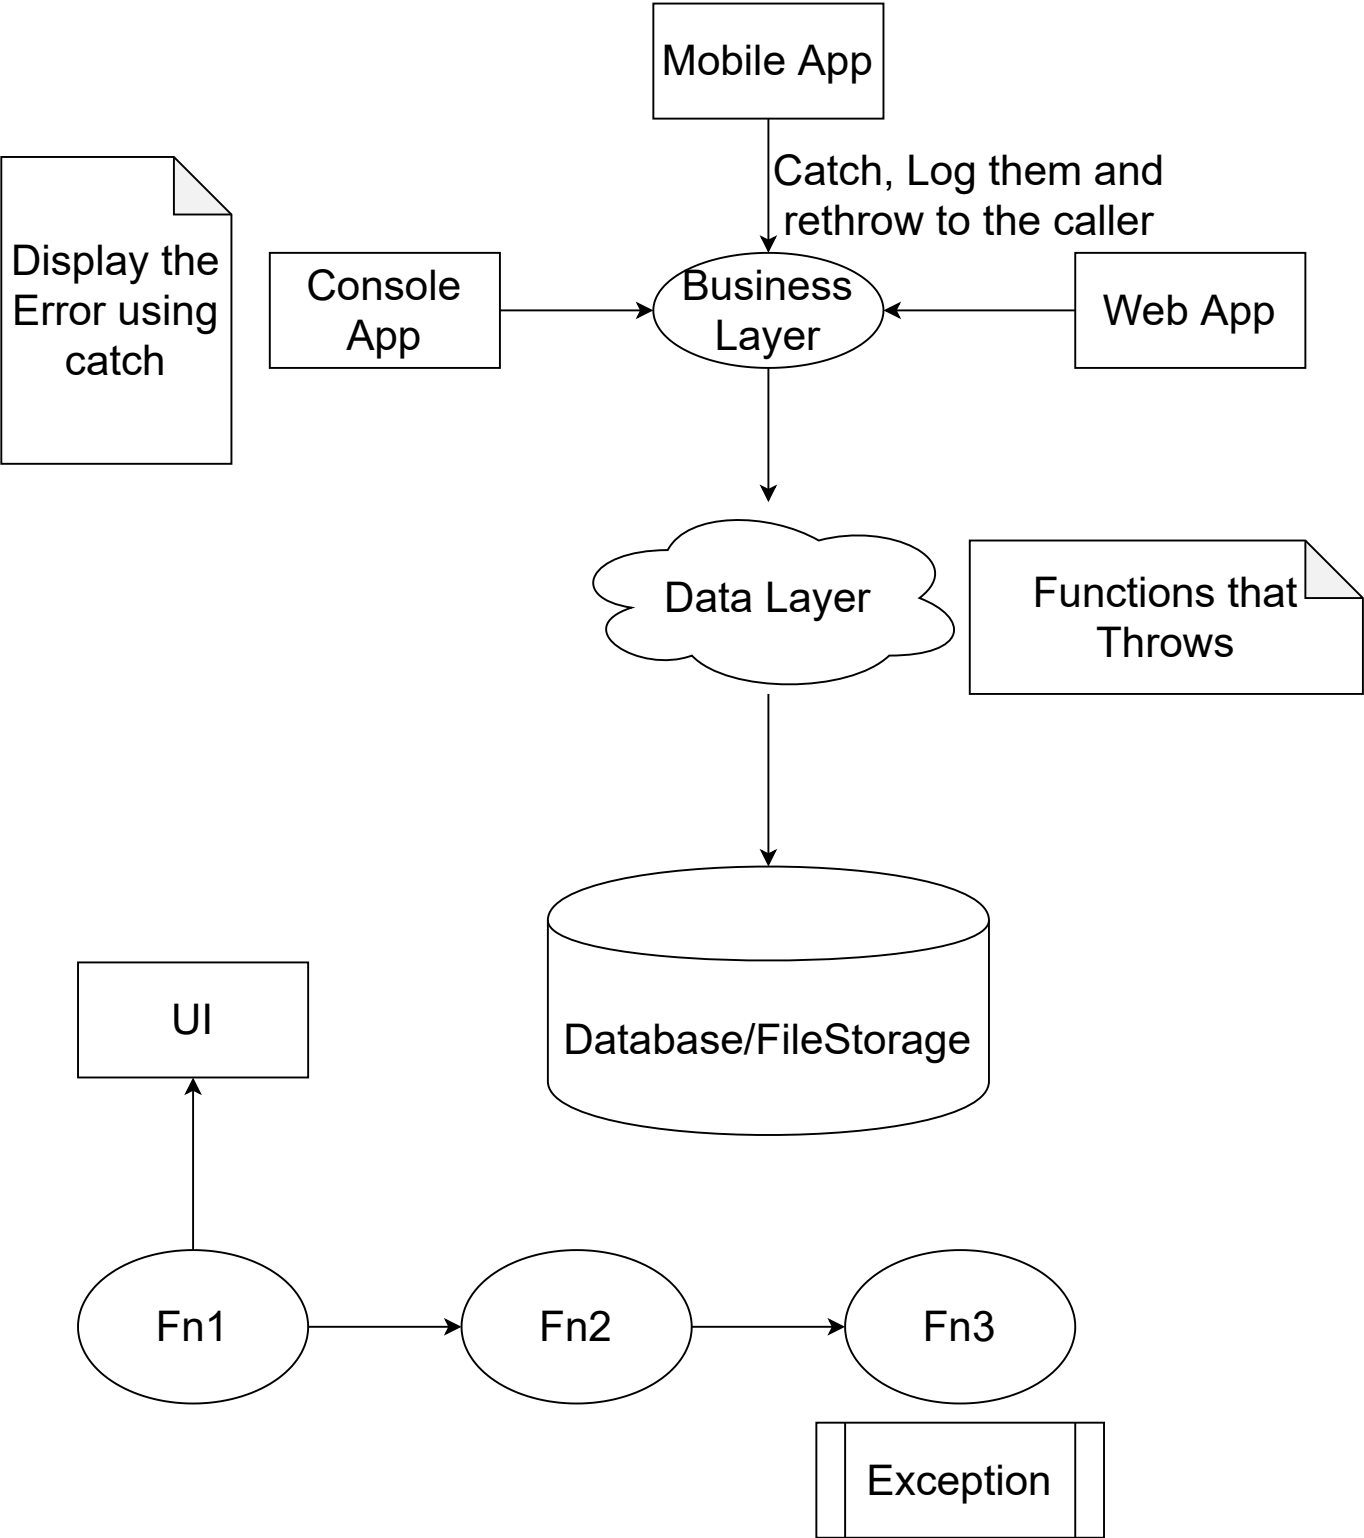 Mobile App
Catch, Log them and
rethrow to the caller
Display the
Error using
catch
Console
App
Business
Layer
Web App
Data Layer
Functions that
Throws
Database/FileStorage
UI
Fn1
Fn2
Fn3
Exception